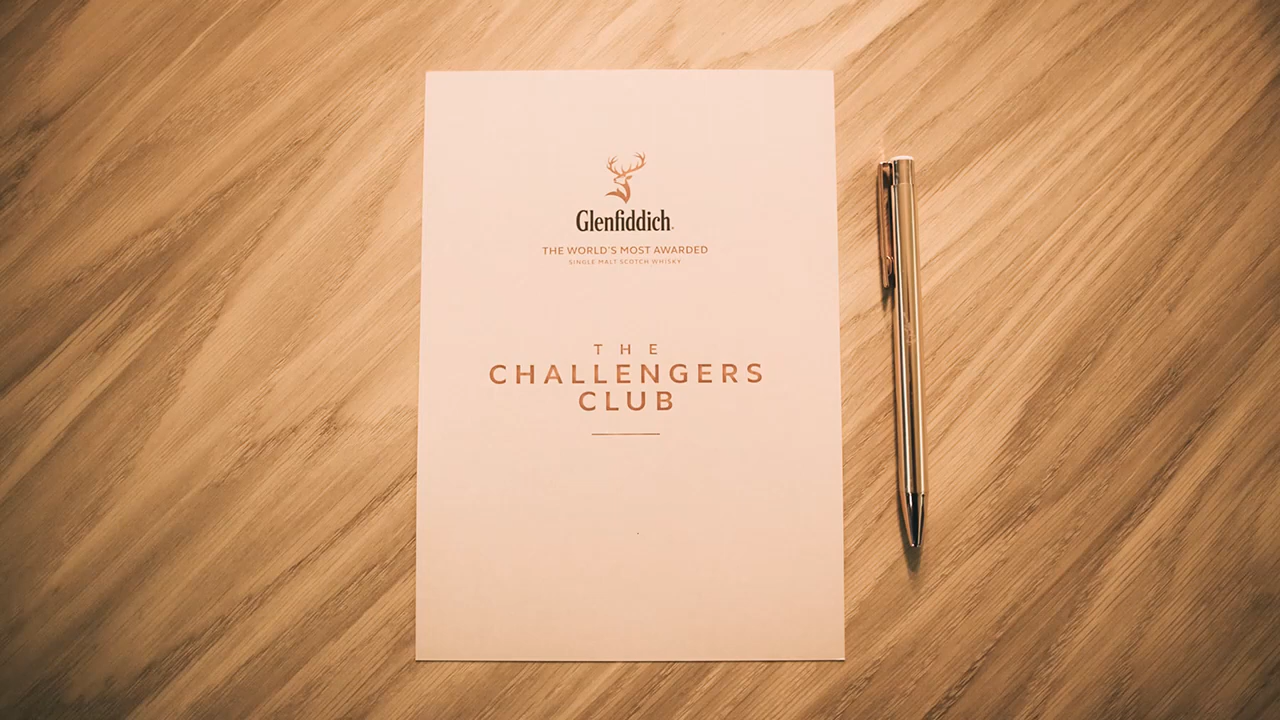 Glenfiddich
THE WORLD'S MOST AWARDED
SINGLE MALT SCOTCH WHISKY
THE
CHALLENGERS
CLUB